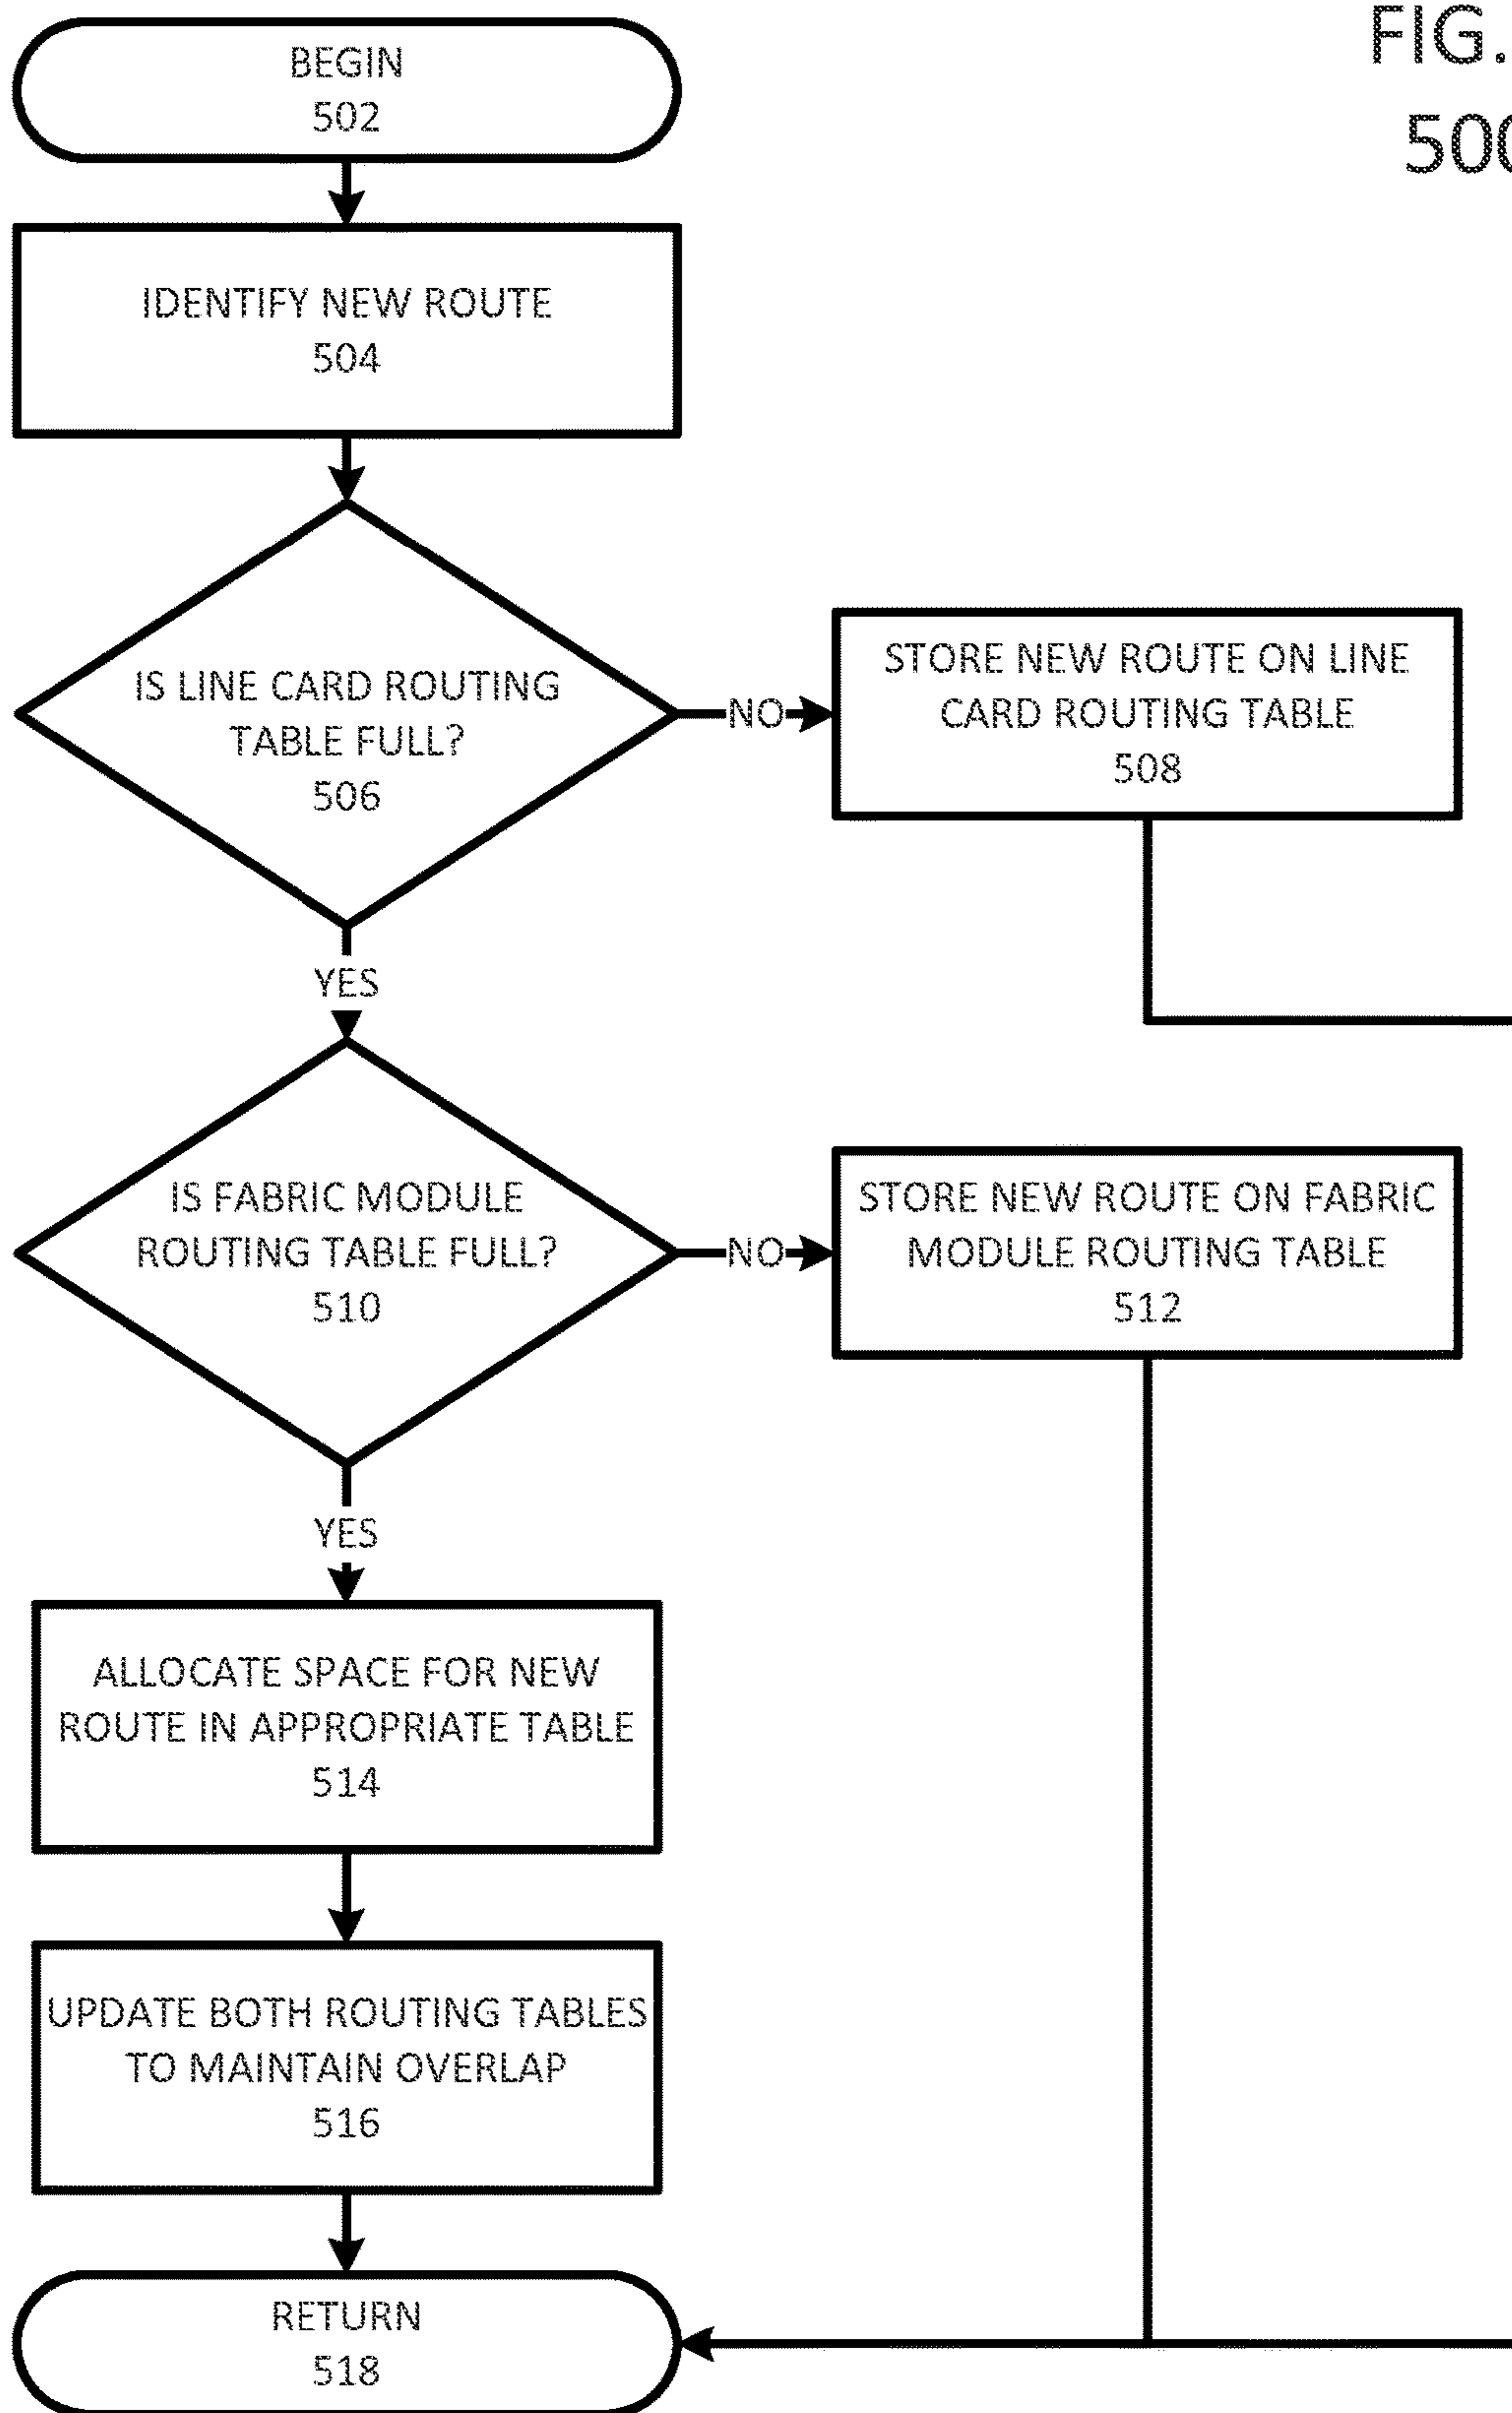 FIG.
500
BEGIN
502
IDENTIFY NEW ROUTE
504
IS LINE CARD ROUTING
TABLE FULL?
506
NO
STORE NEW ROUTE ON LINE
CARD ROUTING TABLE
508
YES
IS FABRIC MODULE
ROUTING TABLE FULL?
510
NO
STORE NEW ROUTE ON FABRIC
MODULE ROUTING TABLE
512
YES
ALLOCATE SPACE FOR NEW
ROUTE IN APPROPRIATE TABLE
514
UPDATE BOTH ROUTING TABLES
TO MAINTAIN OVERLAP
516
RETURN
518